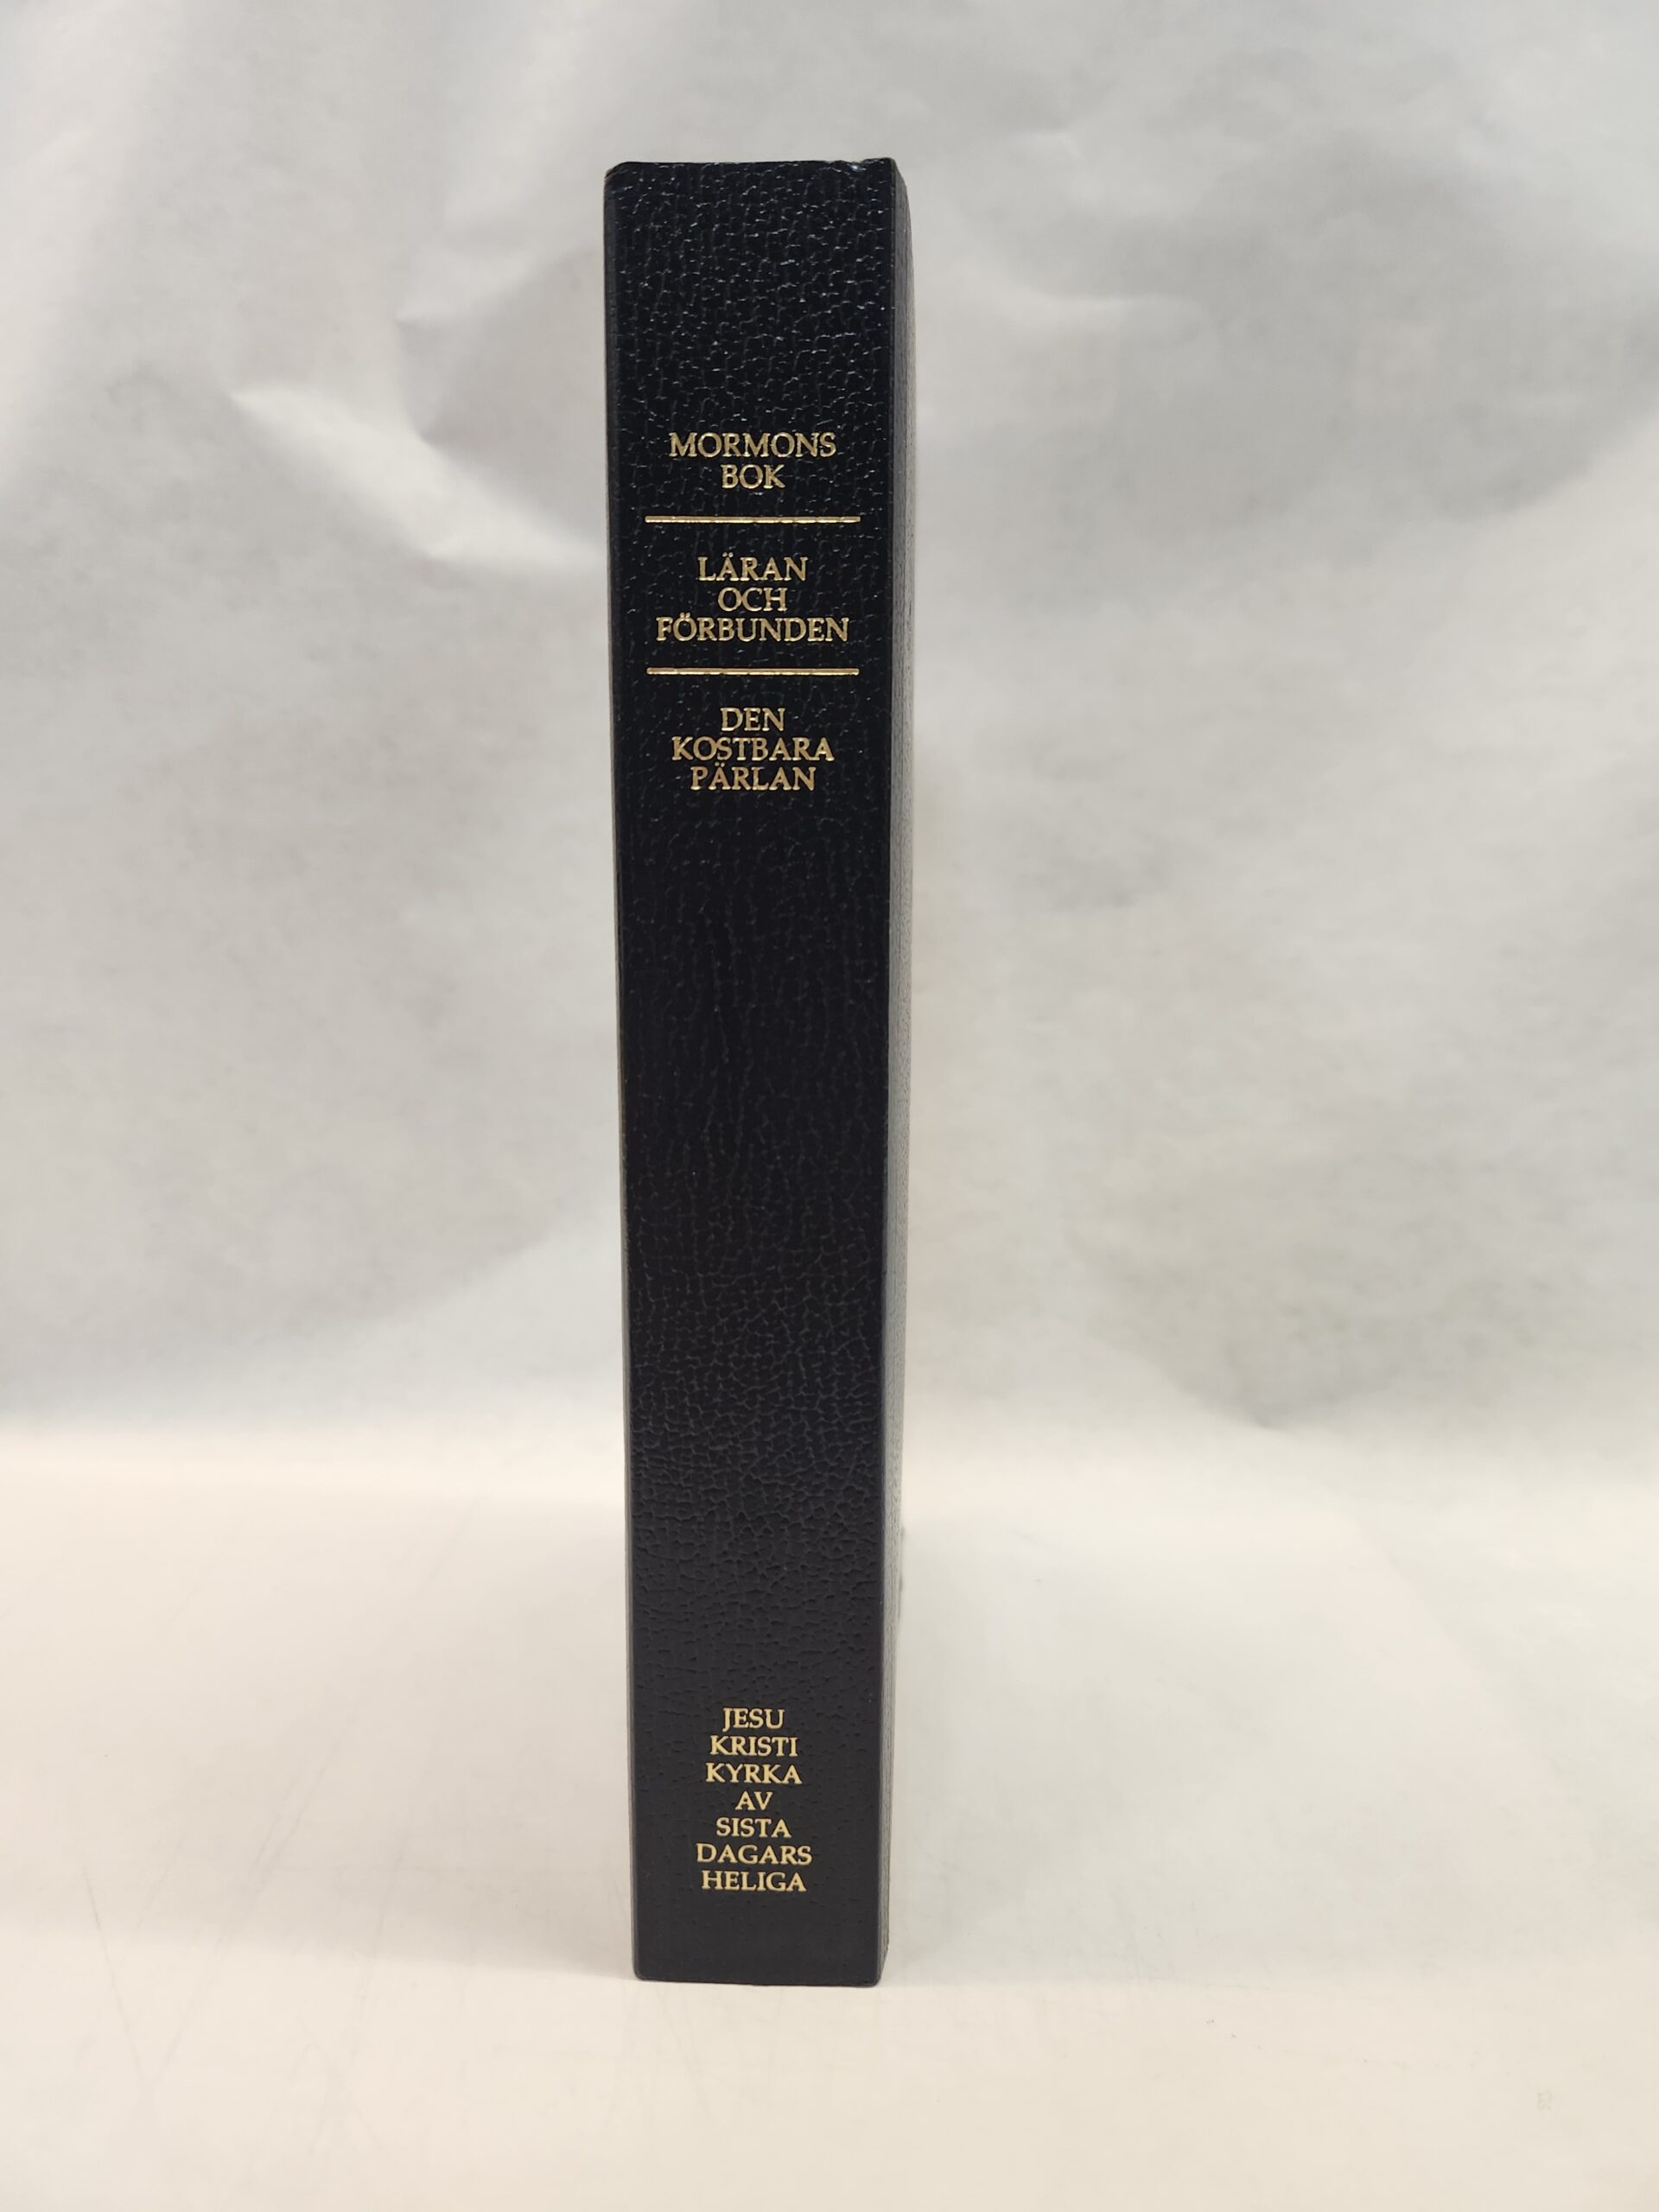 MORMONS
BOK
LÄRAN
OCH
FÖRBUNDEN
DEN
KOSTBARA
PÄRLAN
JESU
KRISTI
KYRKA
AV
SISTA
DAGARS
HELIGA